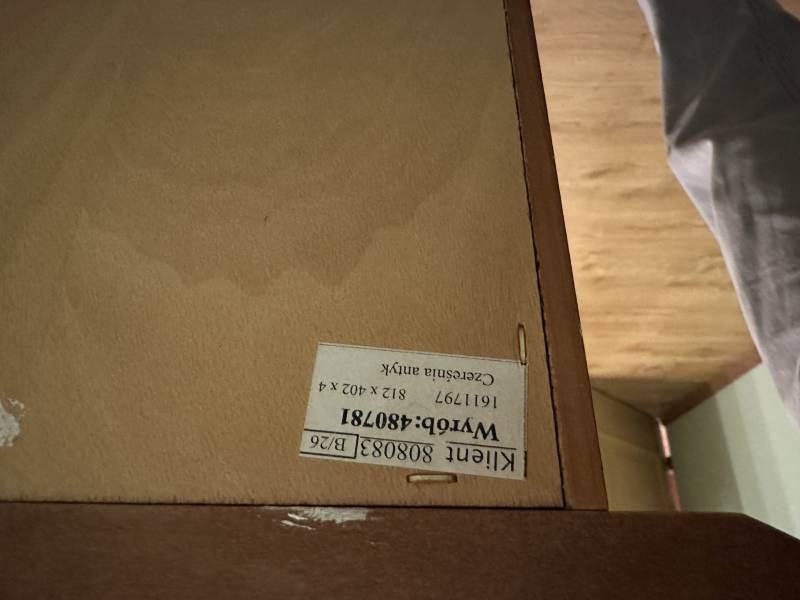 Klient 808083 B/26
Wyrób:480781
1611797 812 x 402 x 4
Czereśnia antyk